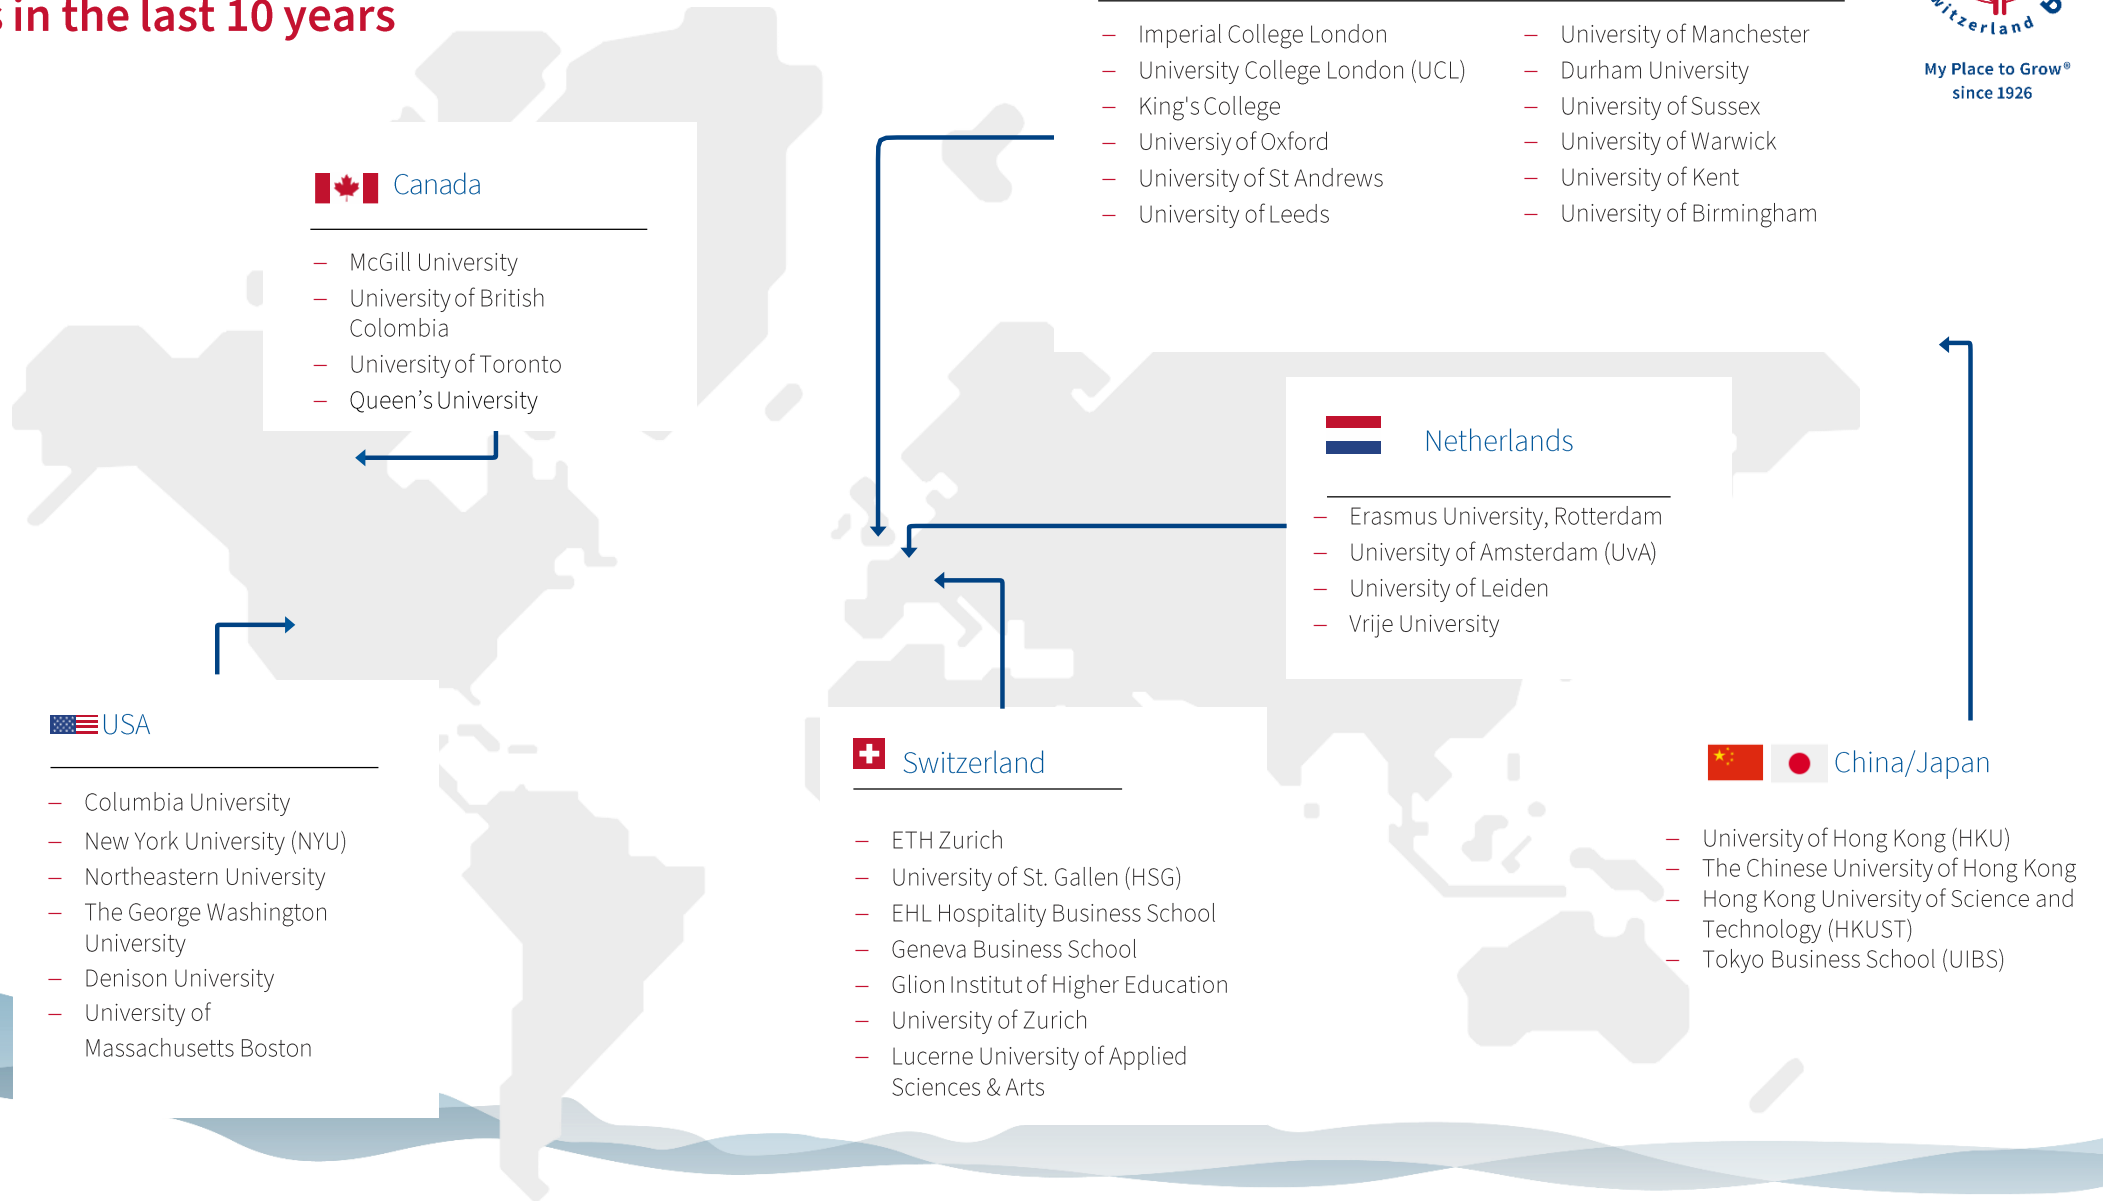 in the last 10 years
Imperial College London
University College London (UCL)
King's College
Universiy of Oxford
University of St Andrews
University of Leeds
University of Manchester
Durham University
University of Sussex
University of Warwick
University of Kent
University of Birmingham
witzerland
My Place to Grow®
since 1926
Canada
McGill University
University of British
Colombia
University of Toronto
Queen’s University
Netherlands
Erasmus University, Rotterdam
University of Amsterdam (UvA)
University of Leiden
Vrije University
USA
Columbia University
New York University (NYU)
Northeastern University
The George Washington
University
Denison University
University of
Massachusetts Boston
Switzerland
ETH Zurich
University of St. Gallen (HSG)
EHL Hospitality Business School
Geneva Business School
Glion Institut of Higher Education
University of Zurich
Lucerne University of Applied
Sciences & Arts
China/Japan
University of Hong Kong (HKU)
The Chinese University of Hong Kong
Hong Kong University of Science and
Technology (HKUST)
Tokyo Business School (UIBS)